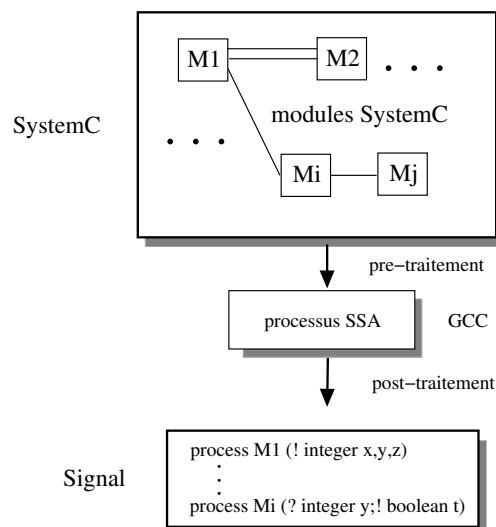 M1
M2
. . .
modules SystemC
SystemC
. . .
Mi
Mj
pre-traitement
processus SSA
GCC
post-traitement
process M1 (! integer x,y,z)
Signal
process Mi (? integer y;! boolean t)